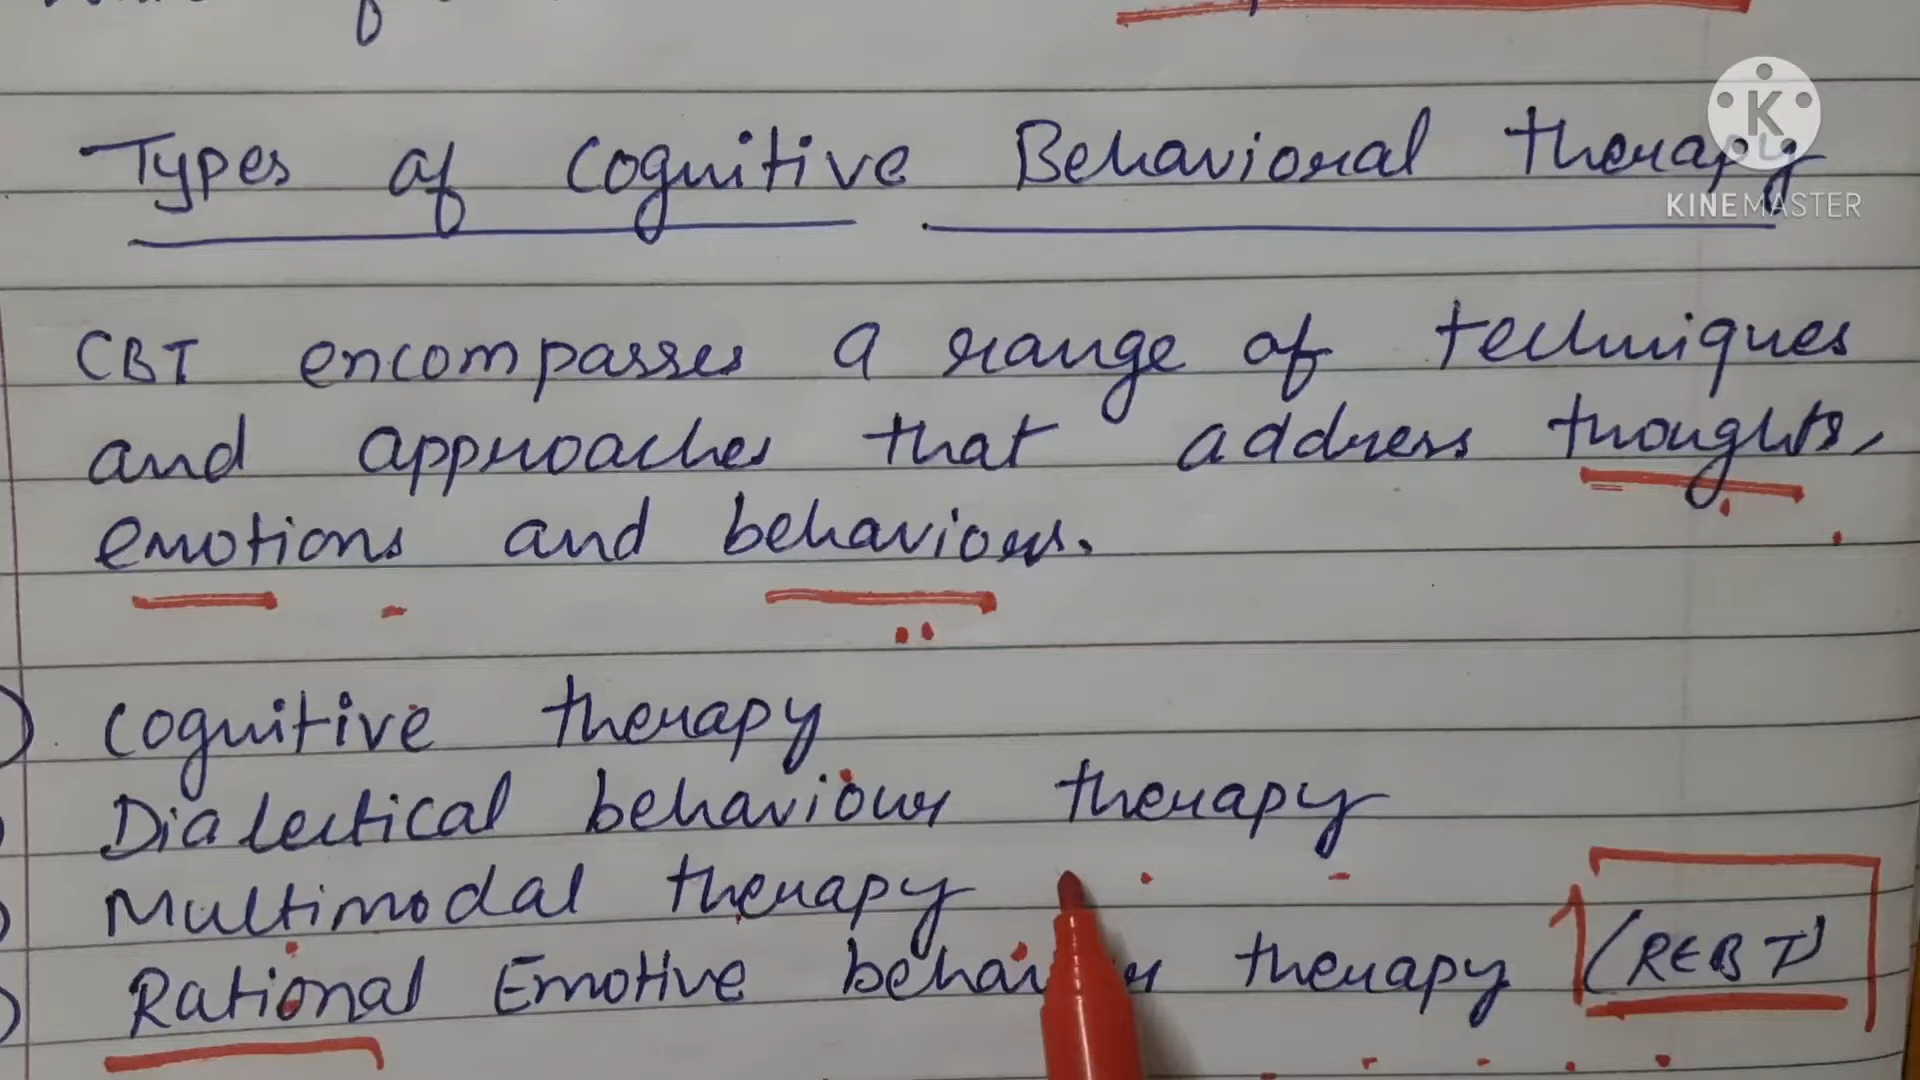 Types of Cognitive Behavioral therapy
KINEMASTER
CBT encompasses a range of techniques
and approaches that address thoughts,
emotions and behaviour.
Cognitive therapy
Dialectical behaviour therapy
Multimodal therapy
Rational Emotive therapy (REBT)